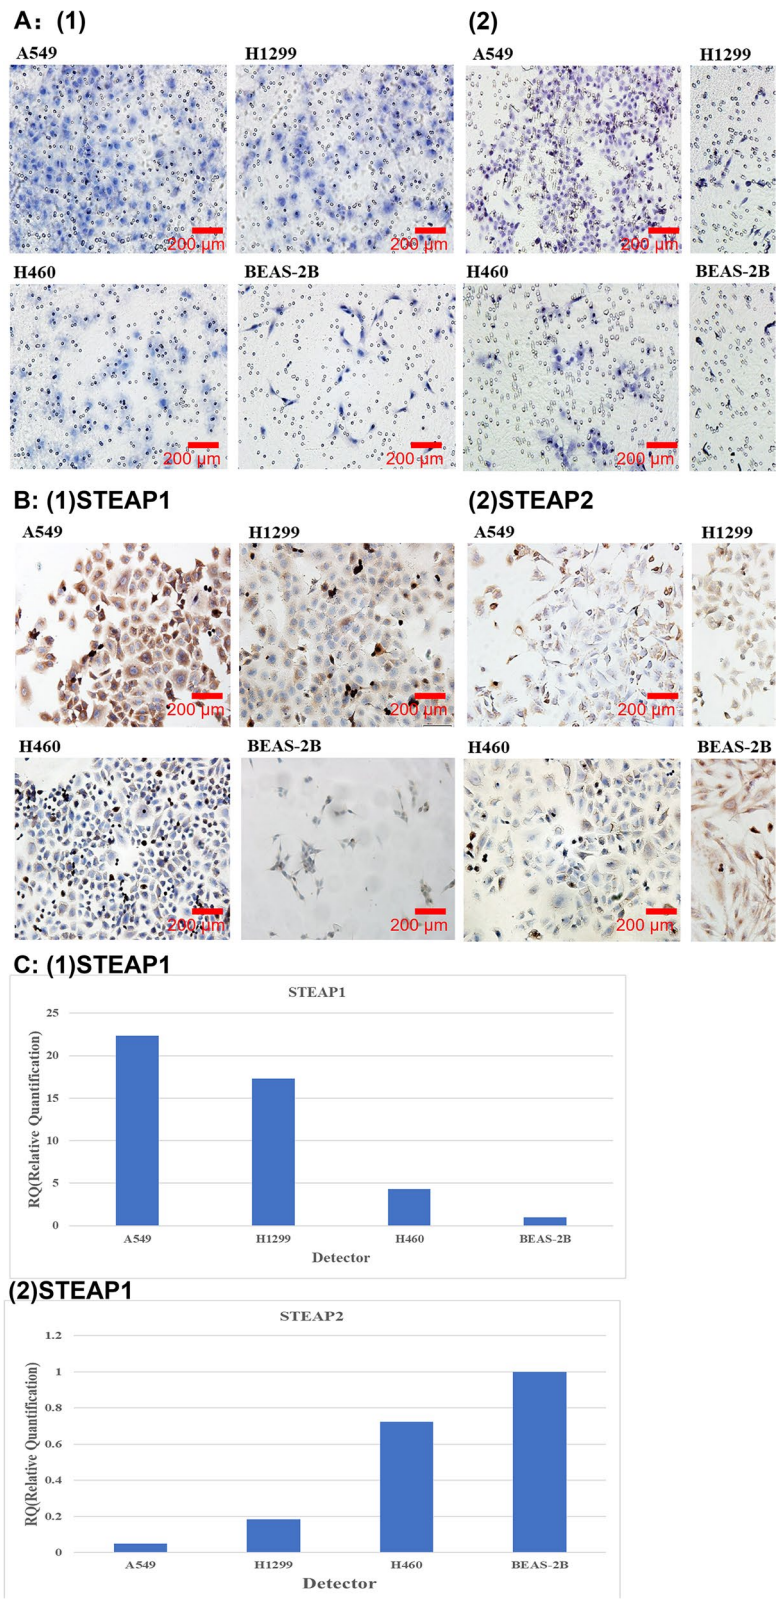 A: (1)
(2)
A549
H1299
A549
H1299
200 µm
200 µm
200 µm
H460
BEAS-2B
H460
BEAS-2B
200 µm
200 µm
200 µm
B: (1)STEAP1
(2)STEAP2
A549
H1299
A549
H1299
200 µm
200 µm
200 µm
H460
BEAS-2B
H460
BEAS-2B
200 µm
200 µm
200 µm
C: (1)STEAP1
STEAP1
RQ(Relative Quantification)
25
20
15
10
5
0
A549
H1299
H460
BEAS-2B
Detector
(2)STEAP1
STEAP2
RQ(Relative Quantification)
1.2
1
0.8
0.6
0.4
0.2
0
A549
H1299
H460
BEAS-2B
Detector